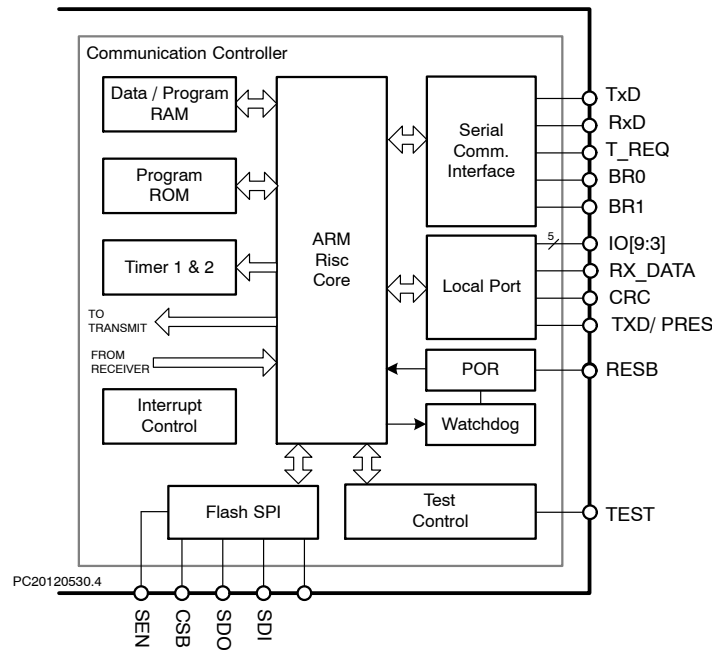 Communication Controller
Data / Program
RAM
Program
ROM
Timer 1 & 2
TO
TRANSMIT
FROM
RECEIVER
Interrupt
Control
ARM
Risc
Core
Serial
Comm.
Interface
Local Port
POR
Watchdog
Flash SPI
Test
Control
TxD
RxD
T_REQ
BR0
BR1
5
IO[9:3]
RX_DATA
CRC
TXD/ PRES
RESB
TEST
PC20120530.4
SEN
CSB
SDO
SDI